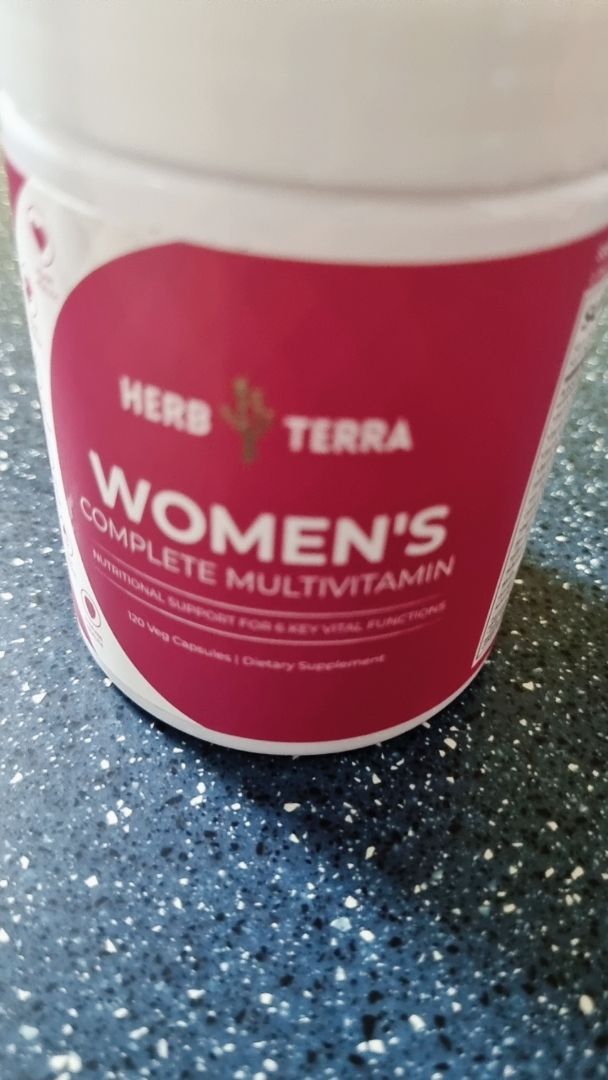 HERB TERRA
WOMEN'S
COMPLETE MULTIVITAMIN
NUTRITIONAL SUPPORT FOR 6 KEY VITAL FUNCTIONS
120 Veg Capsules | Dietary Supplement